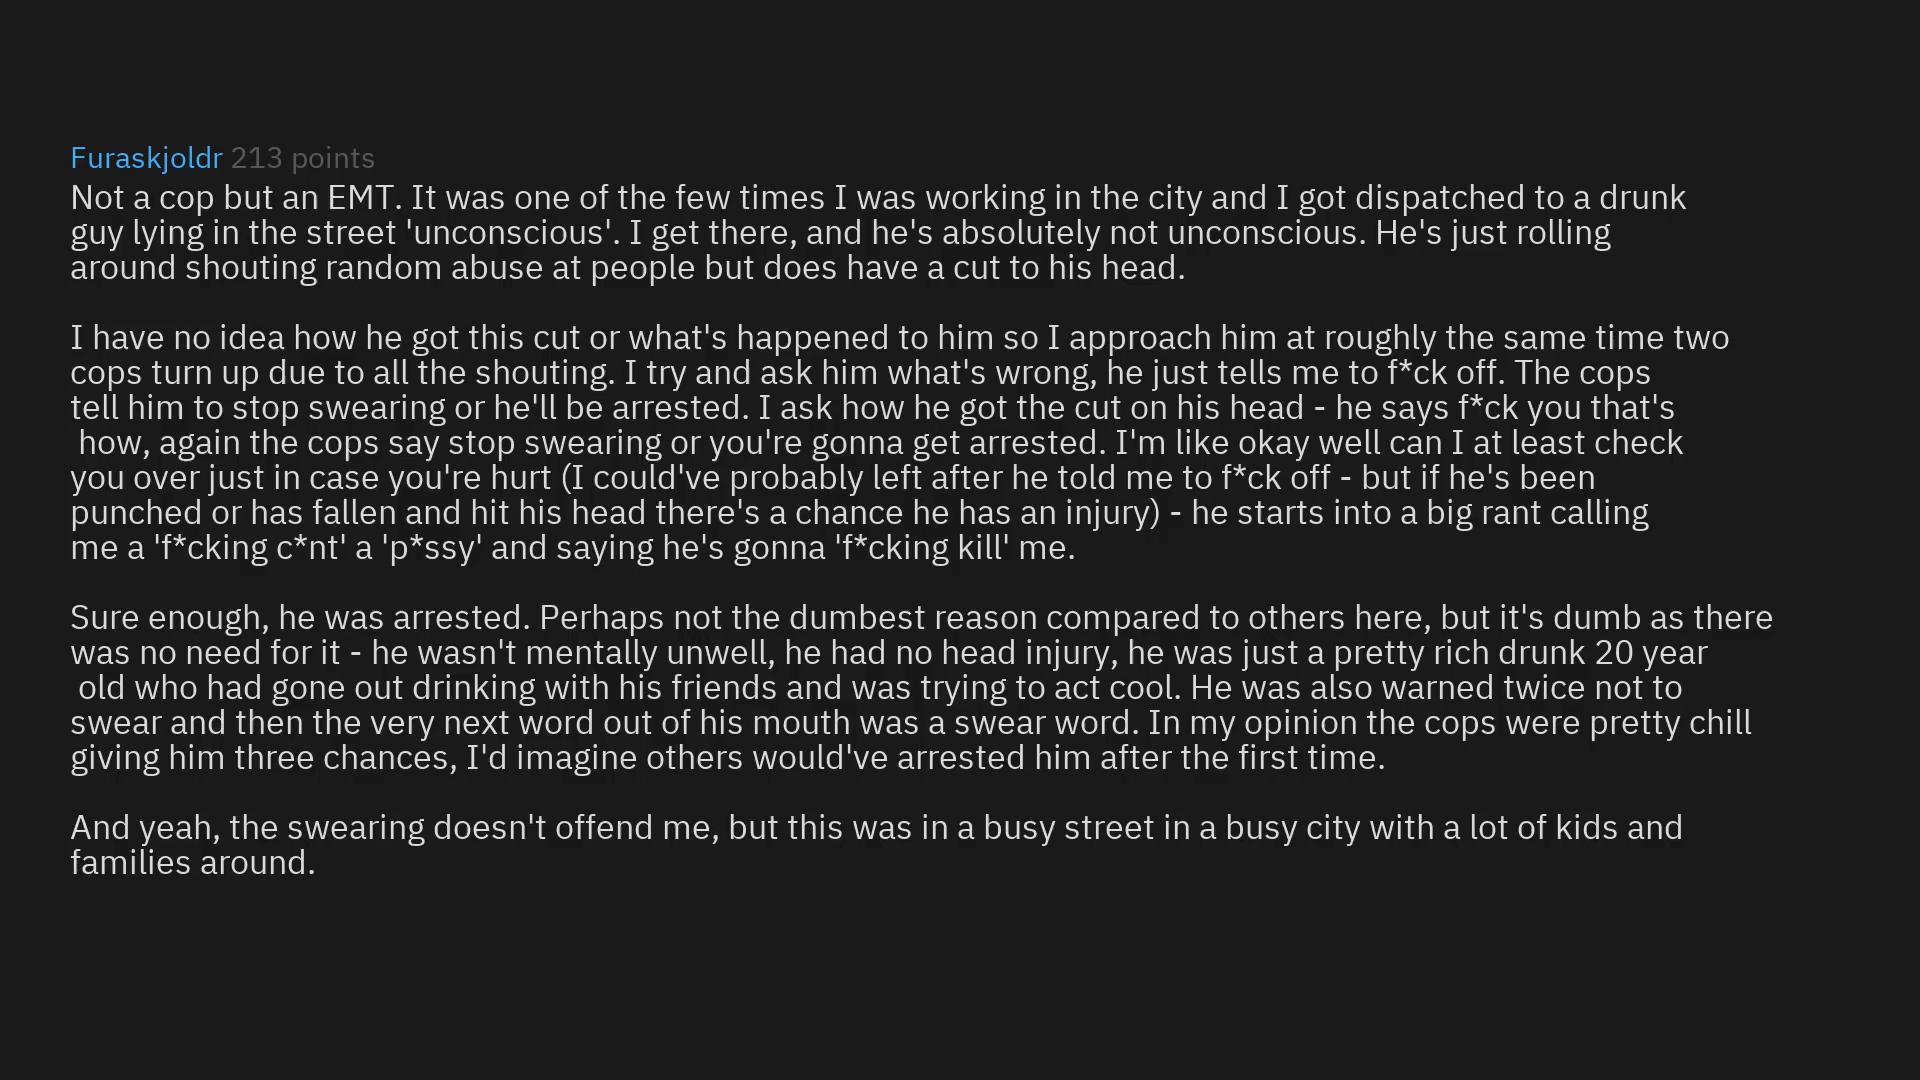 Furaskjoldr 213 points
Not a cop but an EMT. It was one of the few times I was working in the city and I got dispatched to a drunk
guy lying in the street 'unconscious'. I get there, and he's absolutely not unconscious. He's just rolling
around shouting random abuse at people but does have a cut to his head.
I have no idea how he got this cut or what's happened to him so I approach him at roughly the same time two
cops turn up due to all the shouting. I try and ask him what's wrong, he just tells me to f*ck off. The cops
tell him to stop swearing or he'll be arrested. I ask how he got the cut on his head - he says f*ck you that's
how, again the cops say stop swearing or you're gonna get arrested. I'm like okay well can I at least check
you over just in case you're hurt (I could've probably left after he told me to f*ck off - but if he's been
punched or has fallen and hit his head there's a chance he has an injury) - he starts into a big rant calling
me a 'f*cking c*nt' a 'p*ssy' and saying he's gonna 'f*cking kill' me.
Sure enough, he was arrested. Perhaps not the dumbest reason compared to others here, but it's dumb as there
was no need for it - he wasn't mentally unwell, he had no head injury, he was just a pretty rich drunk 20 year
old who had gone out drinking with his friends and was trying to act cool. He was also warned twice not to
swear and then the very next word out of his mouth was a swear word. In my opinion the cops were pretty chill
giving him three chances, I'd imagine others would've arrested him after the first time.
And yeah, the swearing doesn't offend me, but this was in a busy street in a busy city with a lot of kids and
families around.